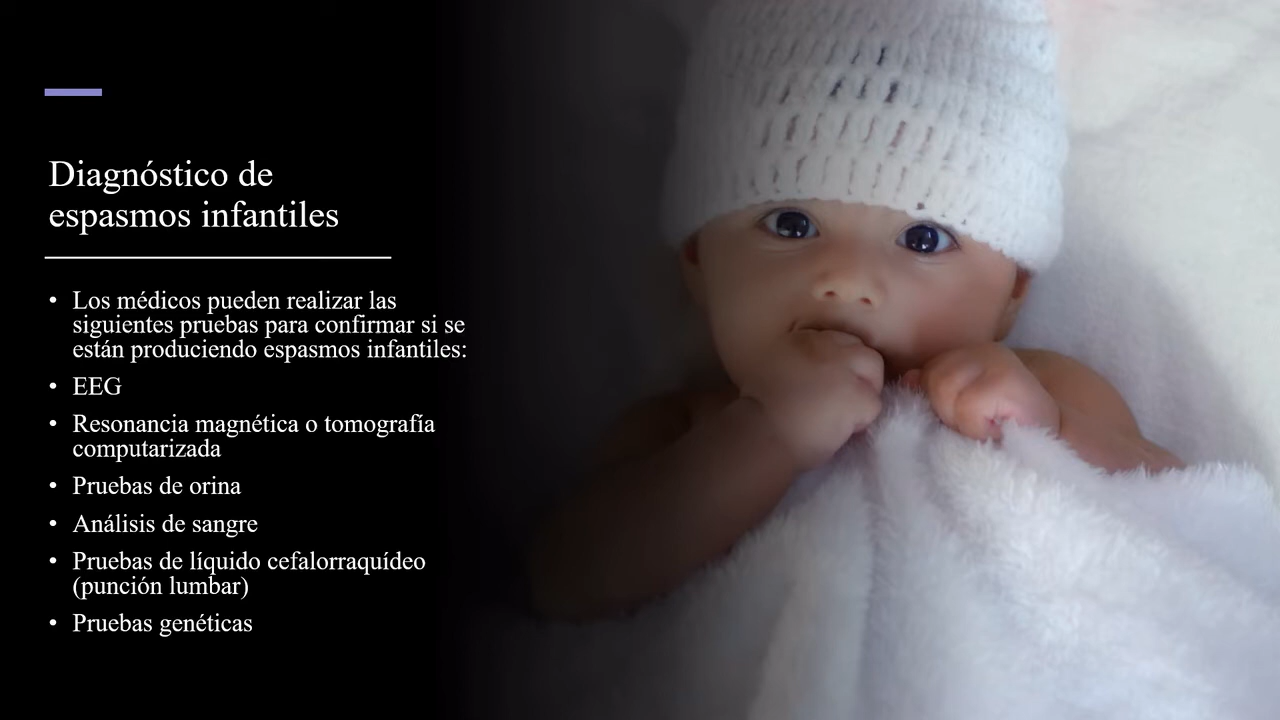 Diagnóstico de
espasmos infantiles
• Los médicos pueden realizar las
siguientes pruebas para confirmar si se
están produciendo espasmos infantiles:
• EEG
• Resonancia magnética o tomografía
computarizada
• Pruebas de orina
• Análisis de sangre
• Pruebas de líquido cefalorraquídeo
(punción lumbar)
• Pruebas genéticas